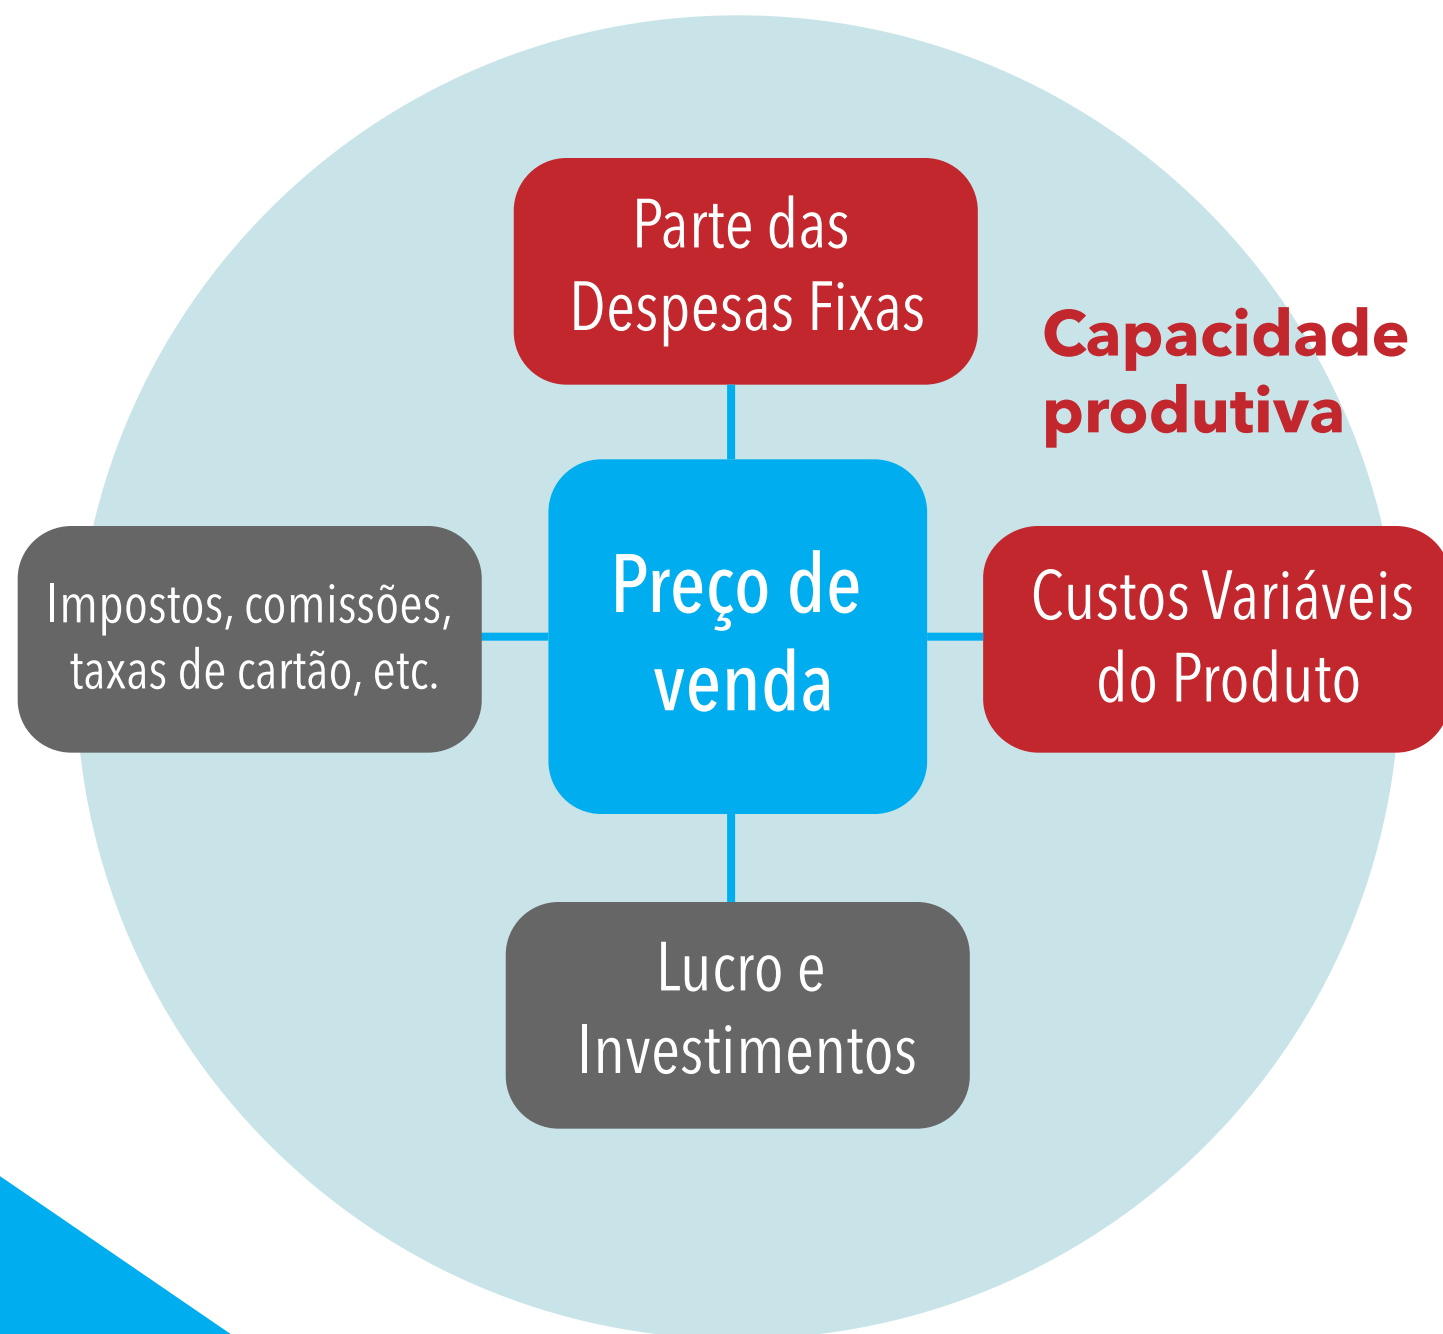 Parte das
Despesas Fixas
Capacidade
produtiva
Impostos, comissões,
taxas de cartão, etc.
Preço de
venda
Custos Variáveis
do Produto
Lucro e
Investimentos